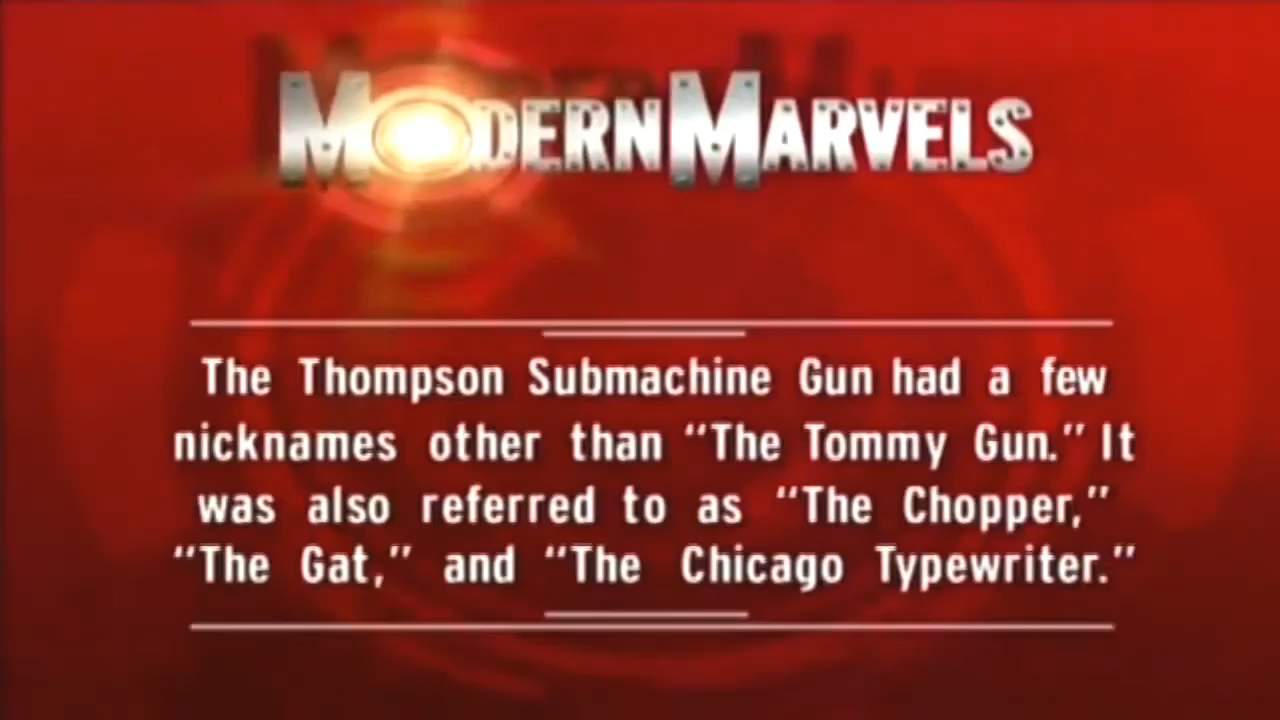 MODERN MARVELS
The Thompson Submachine Gun had a few
nicknames other than “The Tommy Gun.” It
was also referred to as “The Chopper,”
“The Gat,” and “The Chicago Typewriter.”